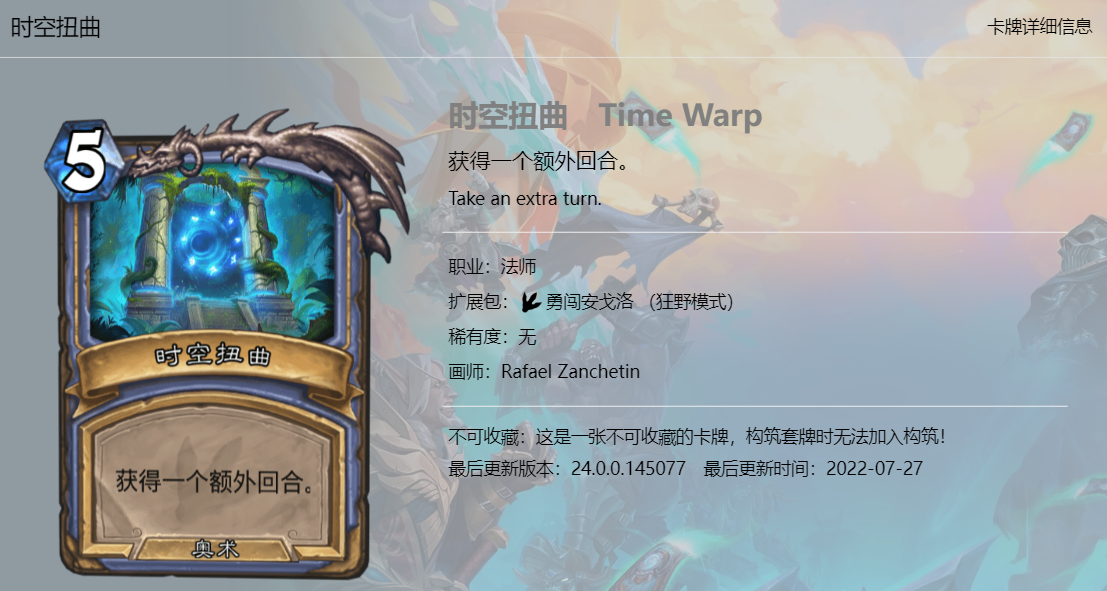 时空扭曲
卡牌详细信息
5
时空扭曲
获得一个额外回合。
奥术
时空扭曲 Time Warp
获得一个额外回合。
Take an extra turn.
职业：法师
扩展包： 勇闯安戈洛 （狂野模式）
稀有度：无
画师：Rafael Zanchetin
不可收藏：这是一张不可收藏的卡牌，构筑套牌时无法加入构筑！
最后更新版本：24.0.0.145077 最后更新时间：2022-07-27